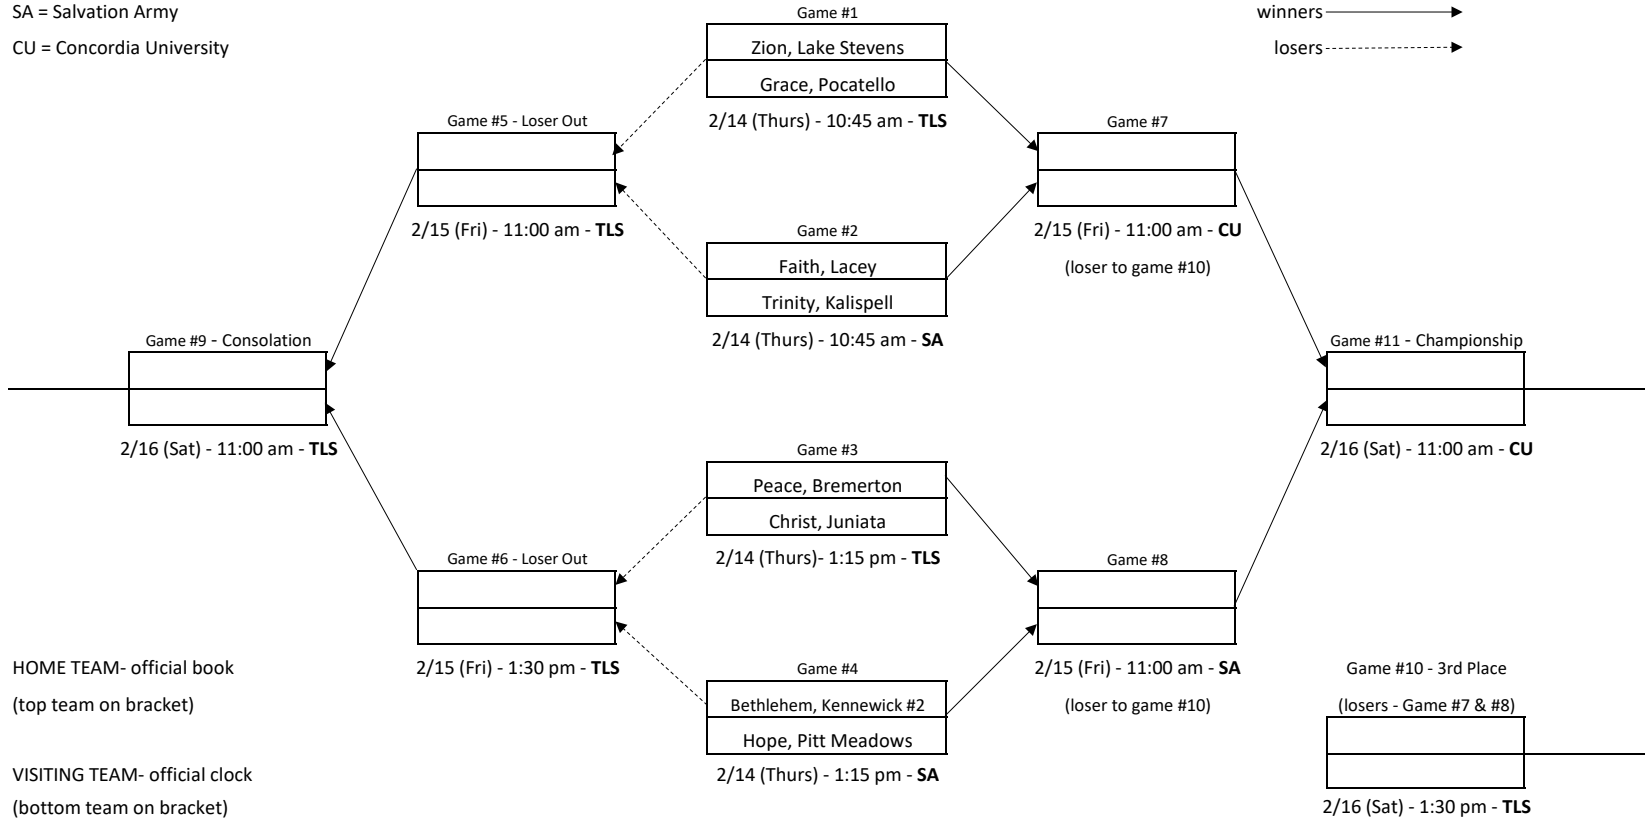 SA = Salvation Army
Game #1
winners
CU = Concordia University
Zion, Lake Stevens
losers
Grace, Pocatello
2/14 (Thurs) - 10:45 am - TLS
Game #5 - Loser Out
Game #7
2/15 (Fri) - 11:00 am - TLS
Game #2
2/15 (Fri) - 11:00 am - CU
Faith, Lacey
(loser to game #10)
Trinity, Kalispell
2/14 (Thurs) - 10:45 am - SA
Game #9 - Consolation
Game #11 - Championship
2/16 (Sat) - 11:00 am - TLS
Game #3
2/16 (Sat) - 11:00 am - CU
Peace, Bremerton
Christ, Juniata
2/14 (Thurs)- 1:15 pm - TLS
Game #6 - Loser Out
Game #8
HOME TEAM- official book
2/15 (Fri) - 1:30 pm - TLS
Game #4
2/15 (Fri) - 11:00 am - SA
Game #10 - 3rd Place
(top team on bracket)
Bethlehem, Kennewick #2
(loser to game #10)
(losers - Game #7 & #8)
Hope, Pitt Meadows
VISITING TEAM- official clock
2/14 (Thurs) - 1:15 pm - SA
(bottom team on bracket)
2/16 (Sat) - 1:30 pm - TLS